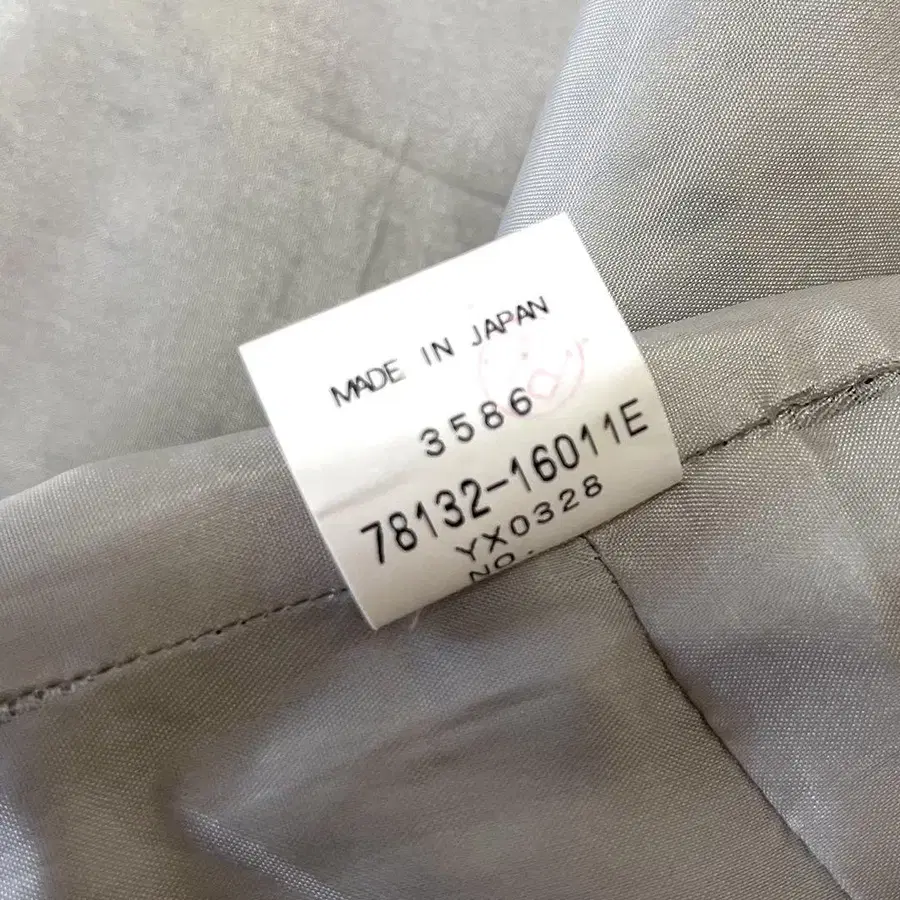 MADE IN JAPAN
3586
78132-16011E
YX0328
NO.